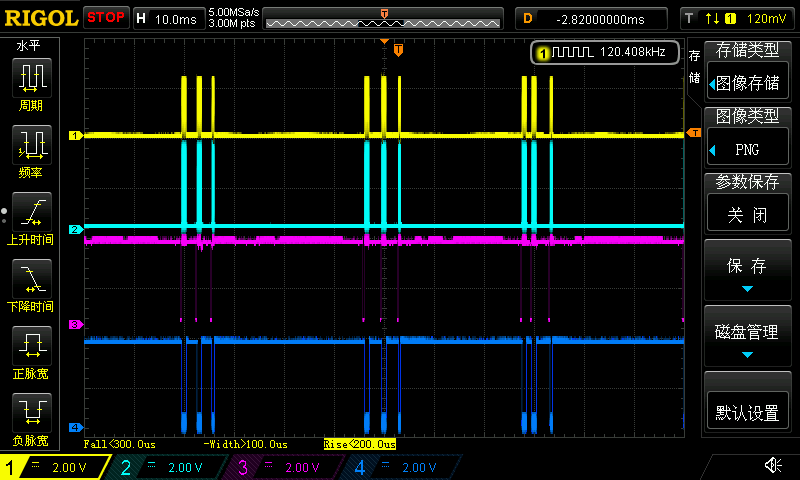 RIGOL STOP H 10.0ms 5.00MSa/s 3.00M pts T D -2.82000000ms T 1 120mV
水平
1 120.408kHz
T
存储
存储类型
图像存储
周期
图像类型
PNG
频率
1
T
参数保存
关 闭
上升时间
2
保 存
下降时间
3
磁盘管理
正脉宽
默认设置
负脉宽
4
Fall<300.0us -Width>100.0us Rise<200.0us
1 2.00 V 2 2.00 V 3 2.00 V 4 2.00 V